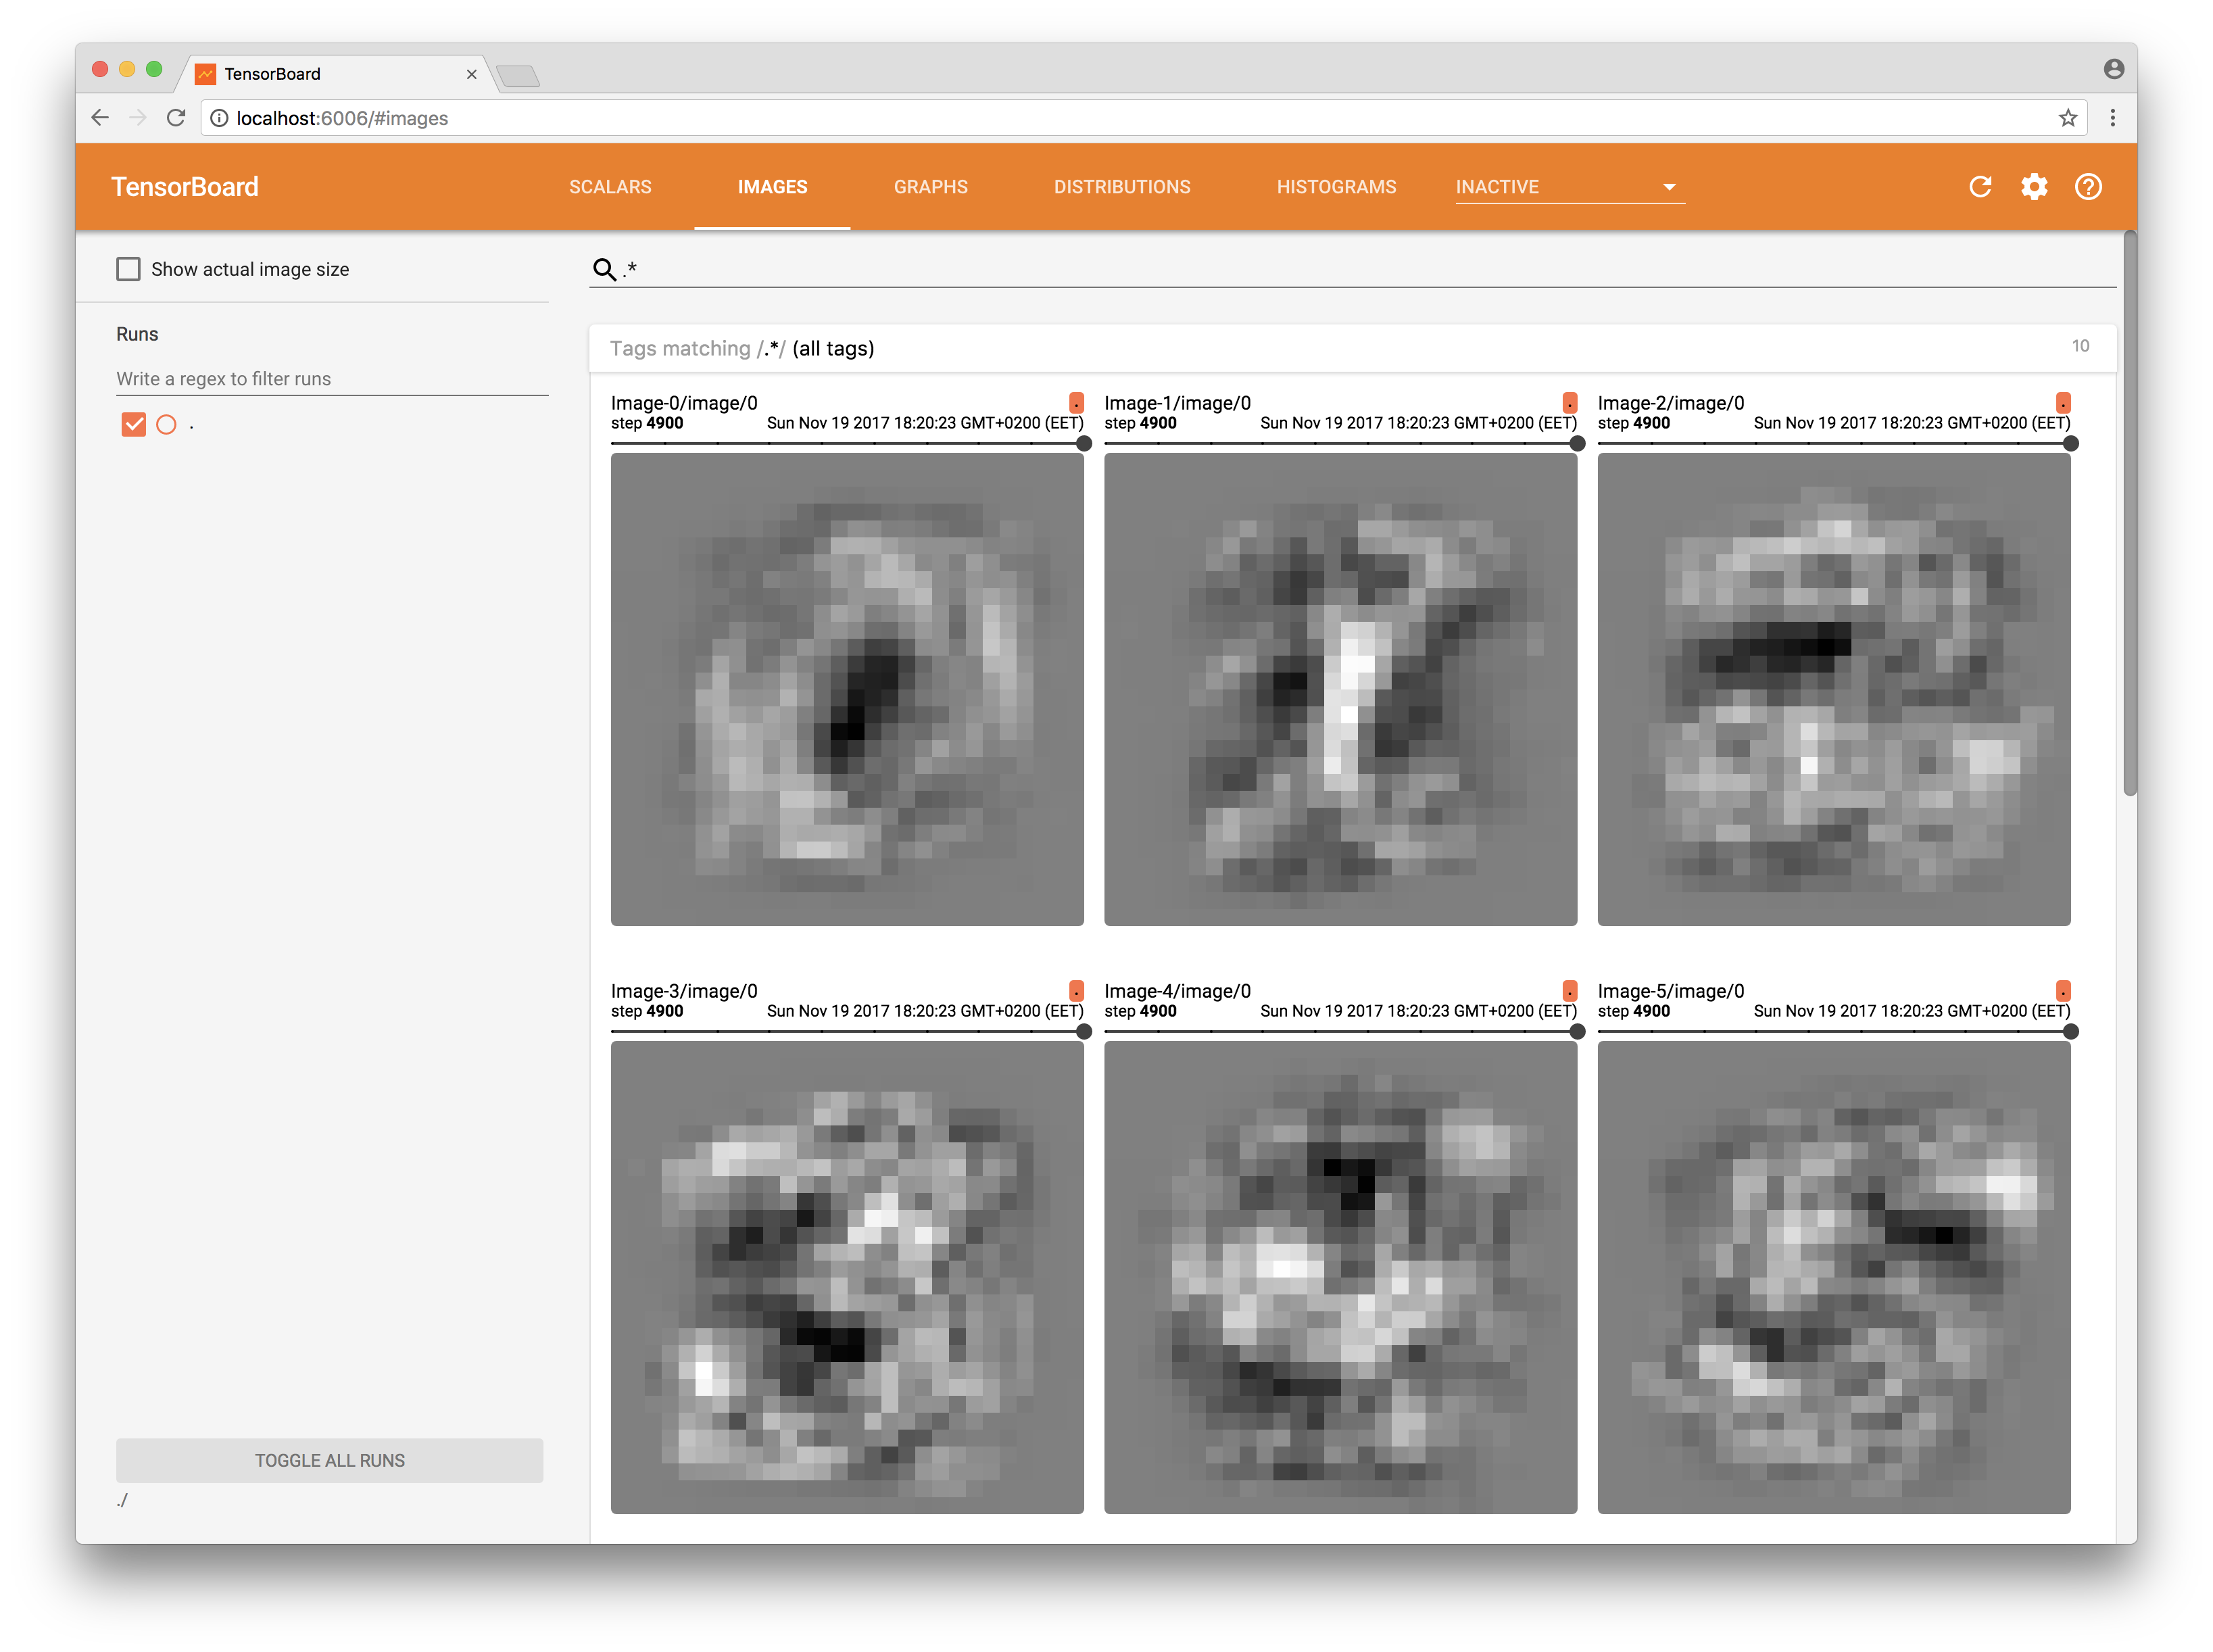 TensorBoard
localhost:6006/#images
TensorBoard SCALARS IMAGES GRAPHS DISTRIBUTIONS HISTOGRAMS INACTIVE
Show actual image size
.*
Runs
Tags matching /.*/ (all tags) 10
Write a regex to filter runs
.
Image-0/image/0 .
step 4900 Sun Nov 19 2017 18:20:23 GMT+0200 (EET)
Image-1/image/0 .
step 4900 Sun Nov 19 2017 18:20:23 GMT+0200 (EET)
Image-2/image/0 .
step 4900 Sun Nov 19 2017 18:20:23 GMT+0200 (EET)
Image-3/image/0 .
step 4900 Sun Nov 19 2017 18:20:23 GMT+0200 (EET)
Image-4/image/0 .
step 4900 Sun Nov 19 2017 18:20:23 GMT+0200 (EET)
Image-5/image/0 .
step 4900 Sun Nov 19 2017 18:20:23 GMT+0200 (EET)
TOGGLE ALL RUNS
./